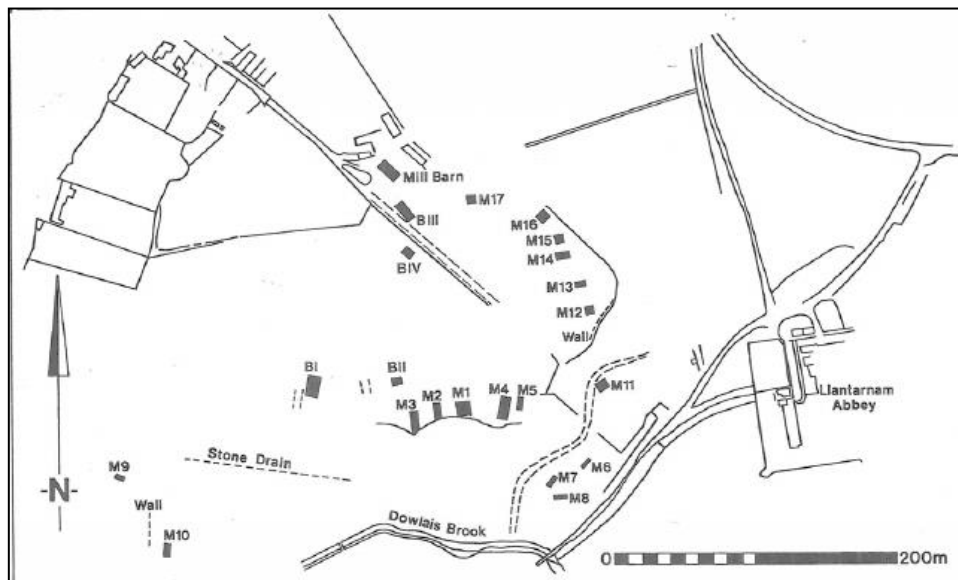 Mill Barn
M17
BIII
M16
M15
BIV
M14
M13
M12
Wall
BI
BII
M11
M4
M5
M2
M1
M3
Llantarnam
Abbey
Stone Drain
M9
M6
M7
-N-
M8
Wall
Dowlais Brook
M10
0
200m